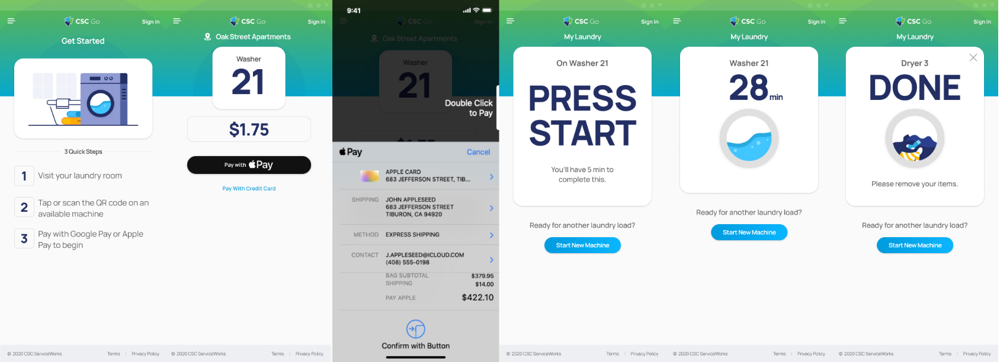 CSC Go
Sign In
Get Started
3 Quick Steps
1
Visit your laundry room
2
Tap or scan the QR code on an
available machine
3
Pay with Google Pay or Apple
Pay to begin
© 2020 CSC ServiceWorks
Terms
Privacy Policy
CSC Go
Sign In
Oak Street Apartments
Washer
21
$1.75
Pay with Pay
Pay With Credit Card
© 2020 CSC ServiceWorks
Terms
Privacy Policy
9:41
CSC Go
Sign In
Oak Street Apartments
Washer
21
Double Click
to Pay
Pay
Cancel
APPLE CARD
683 JEFFERSON STREET, TIB...
SHIPPING
JOHN APPLESEED
683 JEFFERSON STREET
TIBURON, CA 94920
METHOD
EXPRESS SHIPPING
CONTACT
J.APPLESEED@ICLOUD.COM
(408) 555-0198
BAG SUBTOTAL
$379.95
SHIPPING
$14.00
PAY APPLE
$422.10
Confirm with Button
CSC Go
Sign In
My Laundry
On Washer 21
PRESS
START
You'll have 5 min to
complete this.
Ready for another laundry load?
Start New Machine
© 2020 CSC ServiceWorks
Terms
Privacy Policy
CSC Go
Sign In
My Laundry
Washer 21
28 min
Ready for another laundry load?
Start New Machine
© 2020 CSC ServiceWorks
Terms
Privacy Policy
CSC Go
Sign In
My Laundry
Dryer 3
DONE
Please remove your items.
Ready for another laundry load?
Start New Machine
© 2020 CSC ServiceWorks
Terms
Privacy Policy